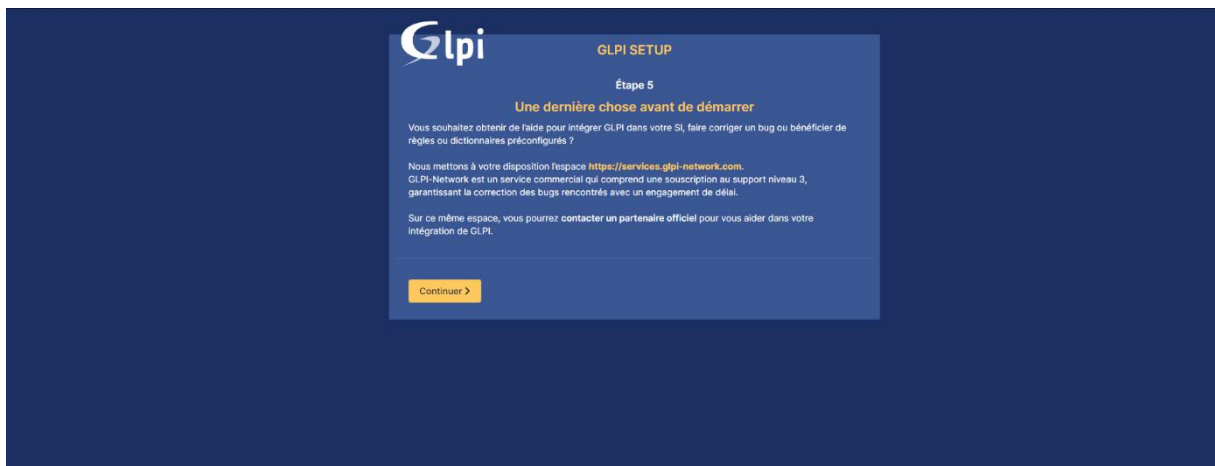 Glpi
GLPI SETUP
Étape 5
Une dernière chose avant de démarrer
Vous souhaitez obtenir de l'aide pour intégrer GLPI dans votre SI, faire corriger un bug ou bénéficier de
règles ou dictionnaires préconfigurés ?
Nous mettons à votre disposition l'espace https://services.glpi-network.com.
GLPI-Network est un service commercial qui comprend une souscription au support niveau 3,
garantissant la correction des bugs rencontrés avec un engagement de délai.
Sur ce même espace, vous pourrez contacter un partenaire officiel pour vous aider dans votre
intégration de GLPI.
Continuer >